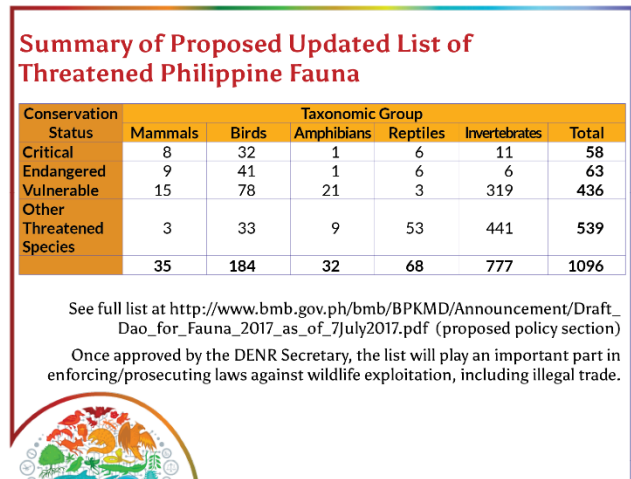 Summary of Proposed Updated List of
Threatened Philippine Fauna
Conservation Status Taxonomic Group
Mammals Birds Amphibians Reptiles Invertebrates Total
Critical 8 32 1 6 11 58
Endangered 9 41 1 6 6 63
Vulnerable 15 78 21 3 319 436
Other Threatened Species 3 33 9 53 441 539
35 184 32 68 777 1096
See full list at http://www.bmb.gov.ph/bmb/BPKMD/Announcement/Draft_
Dao_for_Fauna_2017_as_of_7July2017.pdf (proposed policy section)
Once approved by the DENR Secretary, the list will play an important part in
enforcing/prosecuting laws against wildlife exploitation, including illegal trade.